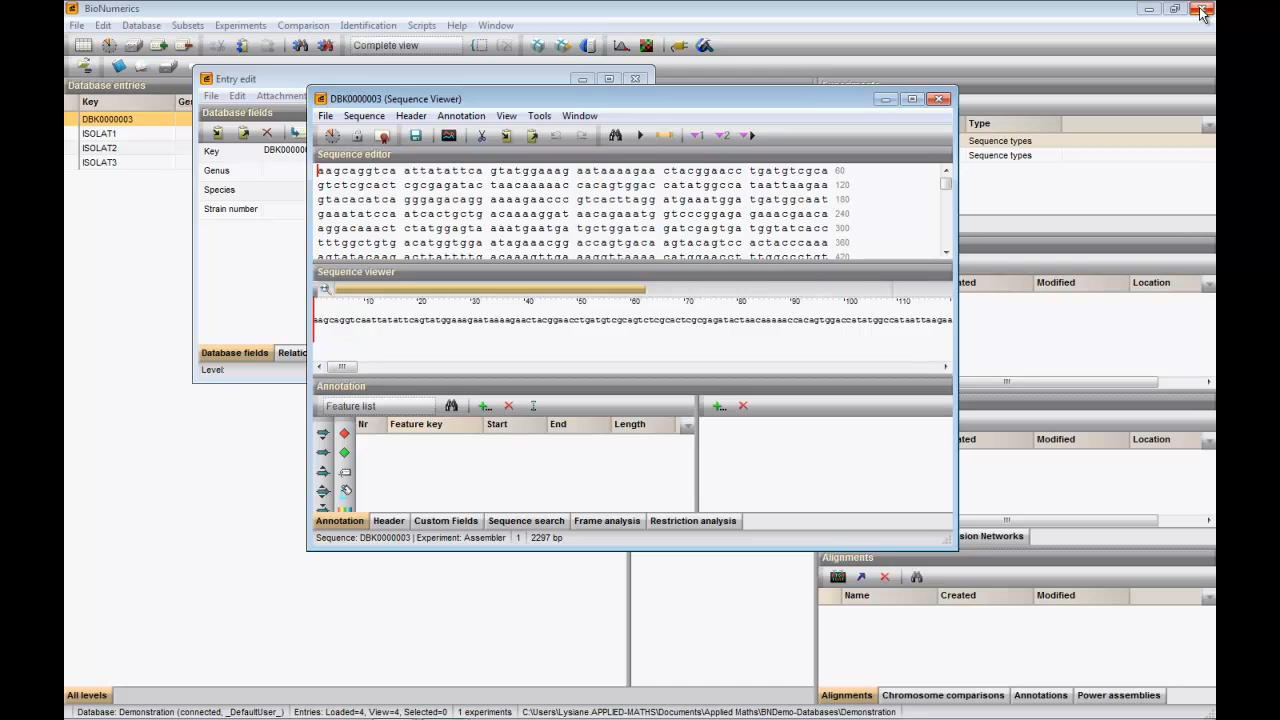 BioNumerics
File Edit Database Subsets Experiments Comparison Identification Scripts Help Window
Complete view
Database entries
Key
DBK0000003
ISOLAT1
ISOLAT2
ISOLAT3
Entry edit
File Edit
Database fields
Key
Genus
Species
Strain number
Database fields
Level:
DBK0000003 (Sequence Viewer)
File Sequence Header Annotation View Tools Window
Sequence editor
aagcaggtca attatattca gtatggaaag aataaaagaa ctacggaacc tgatgtcgca 60
gtctcgcact cgcgagatac taacaaaaac cacagtggac catatggcca taattaagaa 120
gtacacatca gggagacagg aaaagaaccc gtcacttagg atgaaatgga tgatggcaat 180
gaaatatcca atcactgctg acaaaaggat aacagaaatg gtcccggaga gaaacgaaca 240
aggacaaact ctatggagta aaatgaatga tgctggatca gatcgagtga tggtatcacc 300
tttggctgtg acatggtgga atagaaacgg accagtgaca agtacagtcc actacccaaa 360
agtatacaag acttattttg acaaagttga aaggttaaaa catggaacct ttggccctgt 420
Sequence viewer
'10 '20 '30 '40 '50 '60 '70 '80 '90 '100 '110
aagcaggtcaattatattcagtatggaaagaataaaagaactacggaacctgatgtcgcagtctcgcactcgcgagatactaacaaaaaccacagtggaccatatggccataattaagaa
Annotation
Feature list
Nr Feature key Start End Length
Annotation Header Custom Fields Sequence search Frame analysis Restriction analysis
Sequence: DBK0000003 | Experiment: Assembler 1 2297 bp
Type
Sequence types
Sequence types
Modified Location
Modified Location
Alignments
Name Created Modified
Alignments Chromosome comparisons Annotations Power assemblies
All levels
Database: Demonstration (connected, _DefaultUser_) Entries: Loaded=4, View=4, Selected=0 1 experiments C:\Users\Lysiane.APPLIED-MATHS\Documents\Applied Maths\BNDemo-Databases\Demonstration